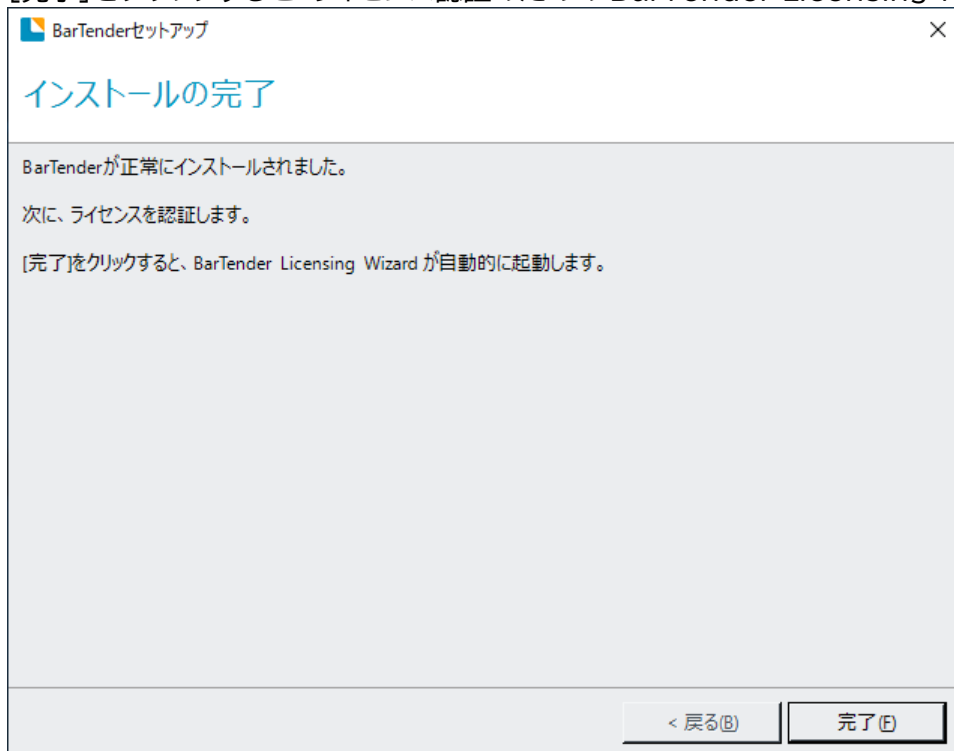 BarTenderセットアップ
インストールの完了
BarTenderが正常にインストールされました。
次に、ライセンスを認証します。
[完了]をクリックすると、BarTender Licensing Wizard が自動的に起動します。
< 戻る(B)
完了(F)